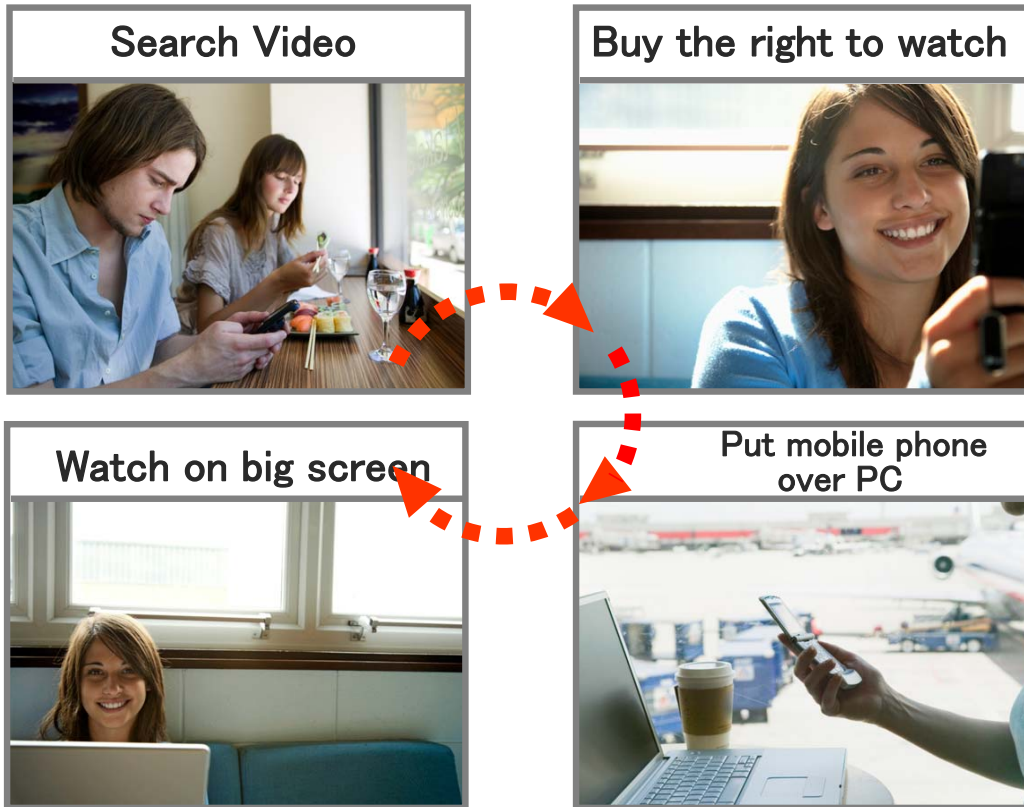 Search Video
Buy the right to watch
Watch on big screen
Put mobile phone
over PC